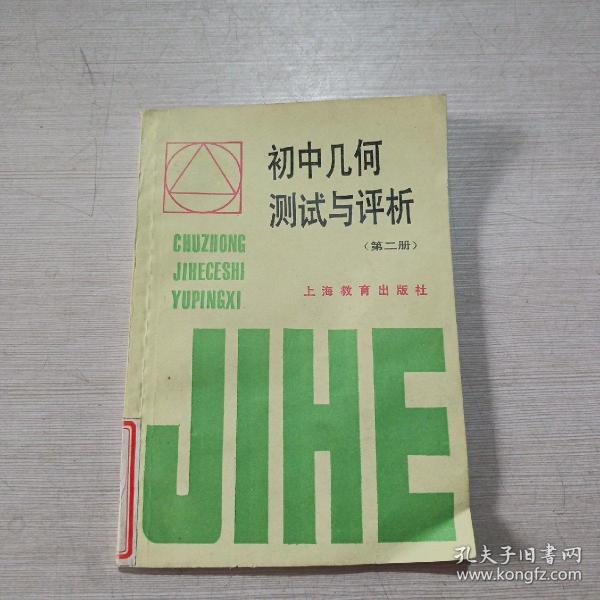 初中几何
测试与评析
（第二册）
CHUZHONG
JIHECESHI
YUPINGXI
上海教育出版社
JIHE
孔夫子旧書网
www.kongfz.com